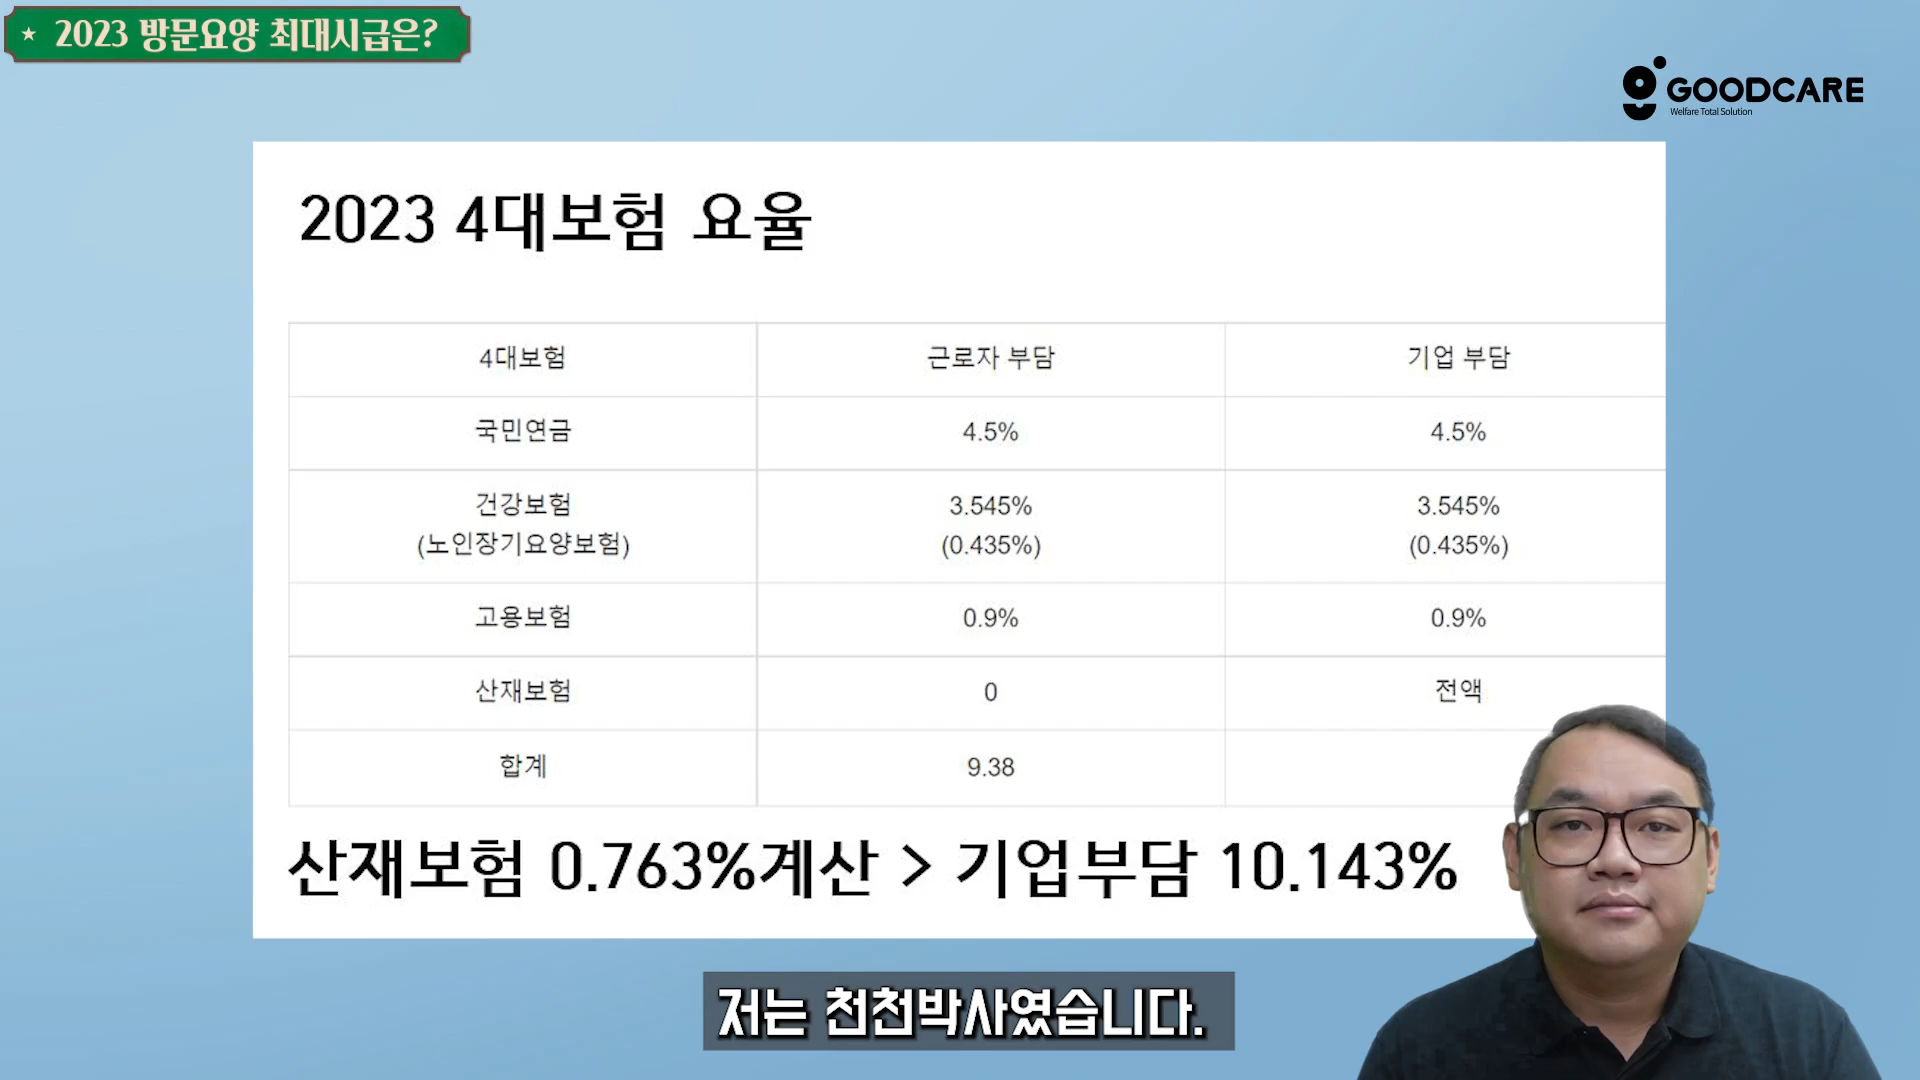 ★ 2023 방문요양 최대시급은?
GOODCARE
Welfare Total Solution
2023 4대보험 요율
4대보험 근로자 부담 기업 부담
국민연금 4.5% 4.5%
건강보험 3.545% 3.545%
(노인장기요양보험) (0.435%) (0.435%)
고용보험 0.9% 0.9%
산재보험 0 전액
합계 9.38
산재보험 0.763%계산 > 기업부담 10.143%
저는 천천박사였습니다.